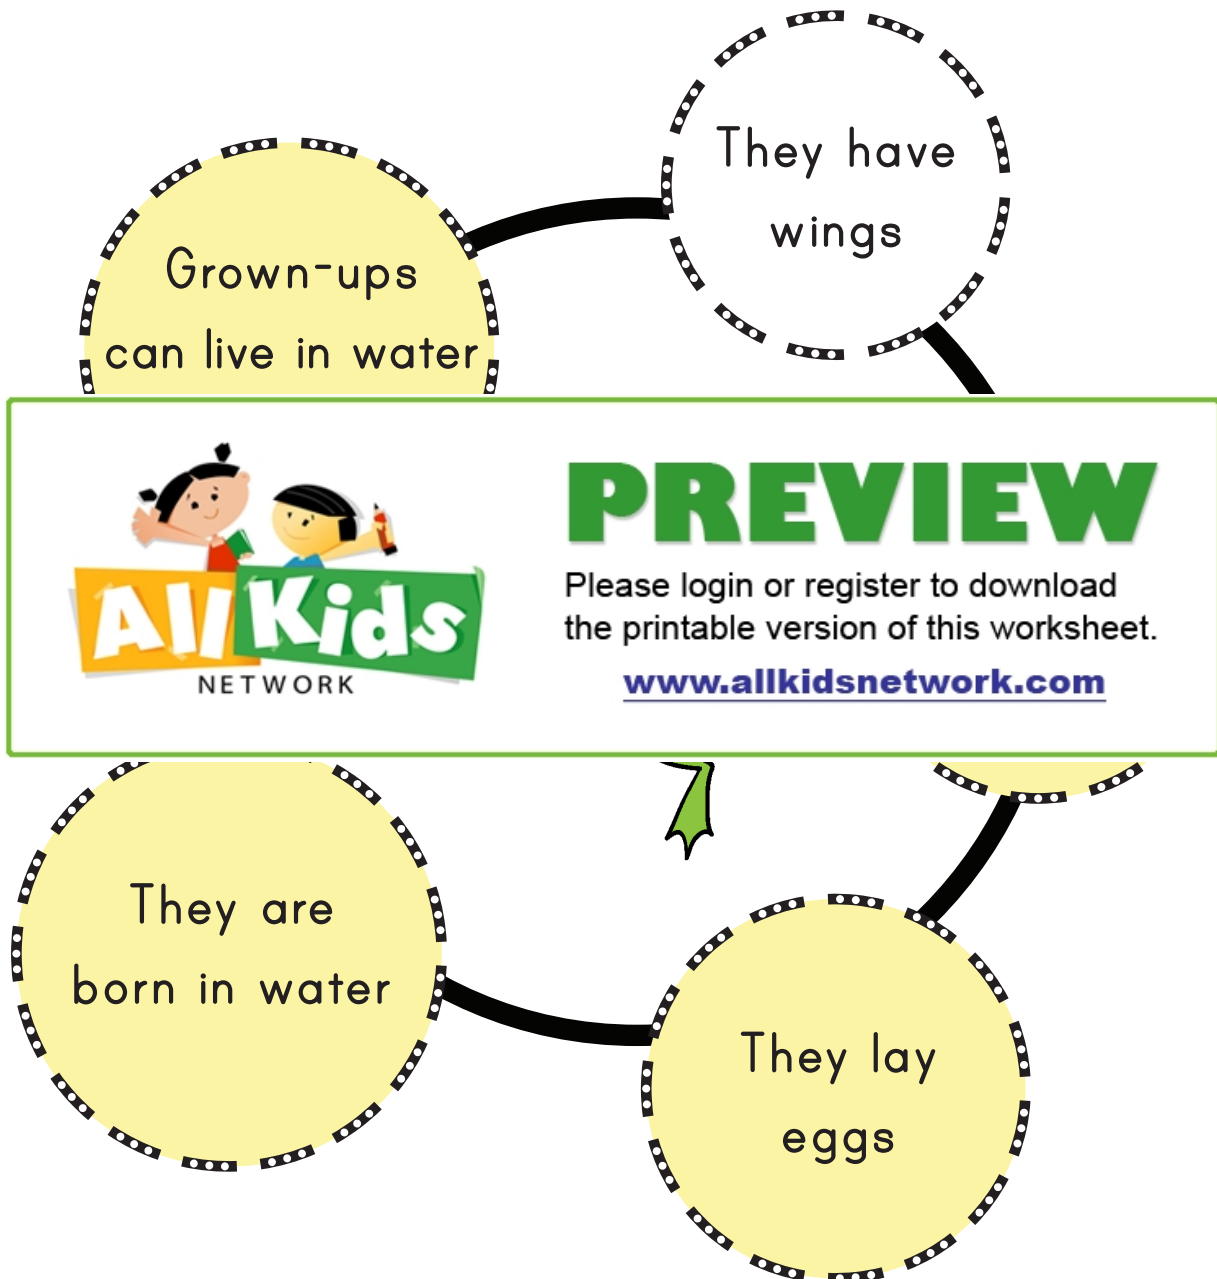 They have
wings
Grown-ups
can live in water
All Kids
NETWORK
PREVIEW
Please login or register to download
the printable version of this worksheet.
www.allkidsnetwork.com
They are
born in water
They lay
eggs